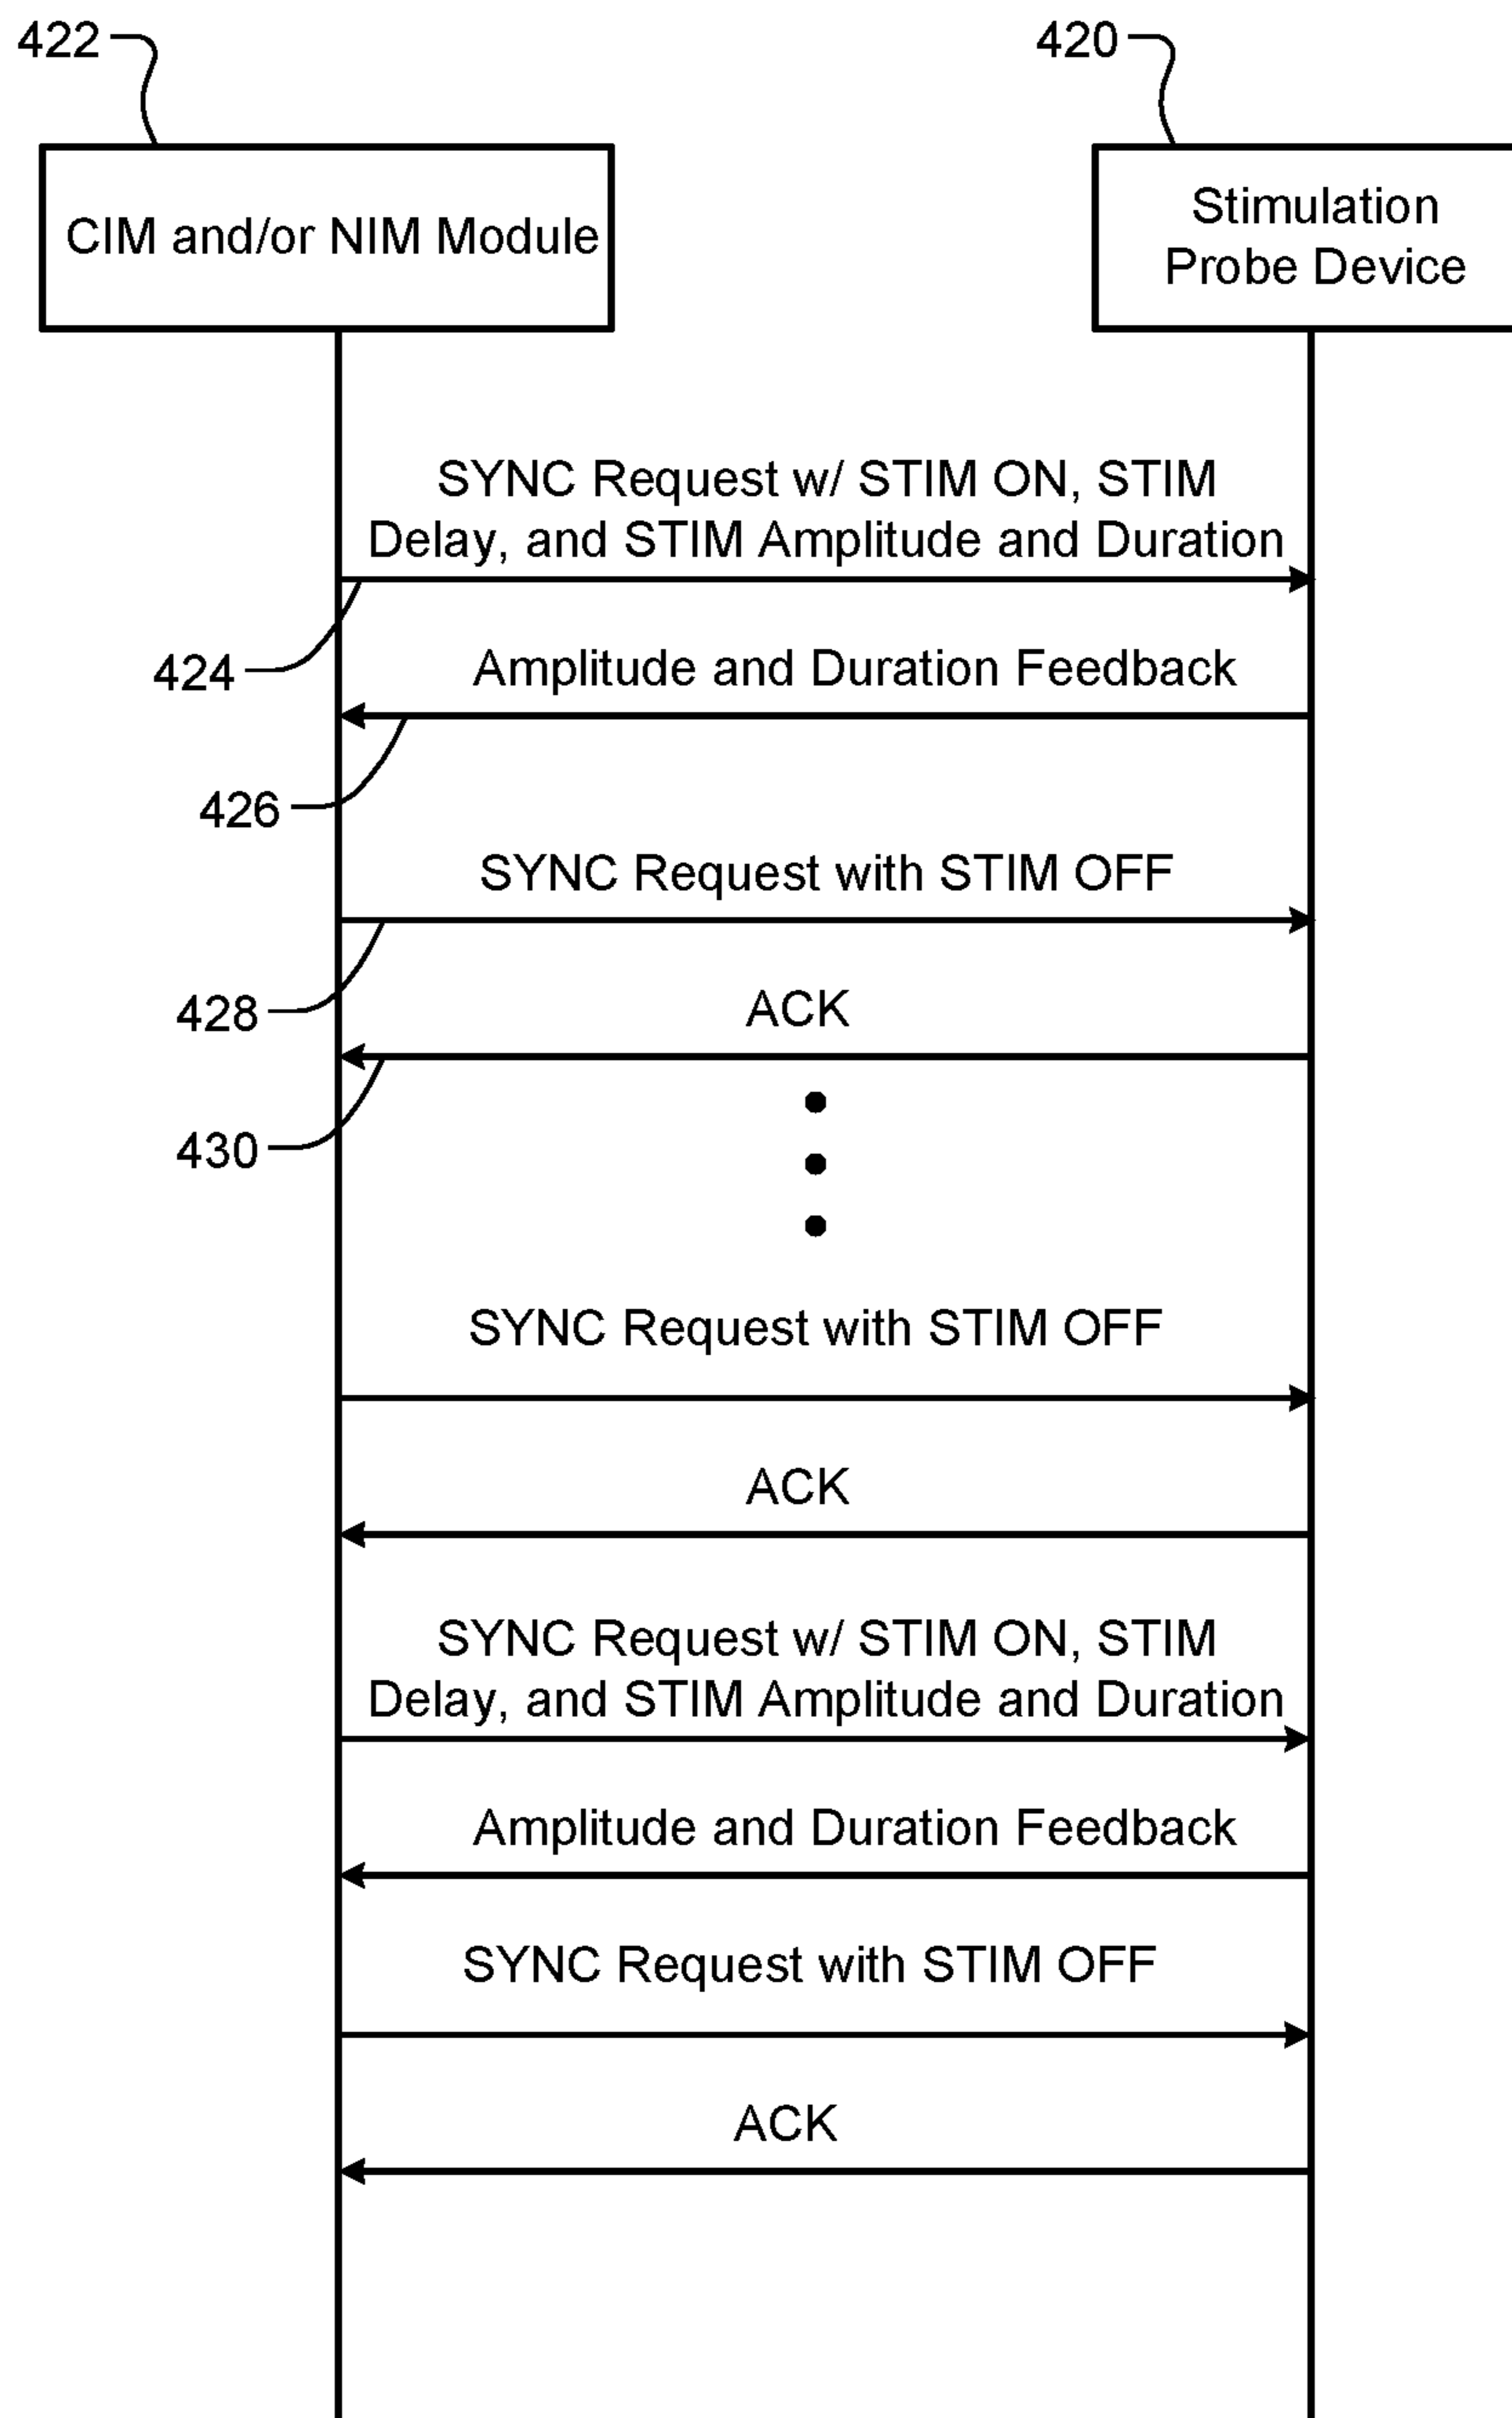 422
420
CIM and/or NIM Module
Stimulation
Probe Device
SYNC Request w/ STIM ON, STIM
Delay, and STIM Amplitude and Duration
424
Amplitude and Duration Feedback
426
SYNC Request with STIM OFF
428
ACK
430
SYNC Request with STIM OFF
ACK
SYNC Request w/ STIM ON, STIM
Delay, and STIM Amplitude and Duration
Amplitude and Duration Feedback
SYNC Request with STIM OFF
ACK